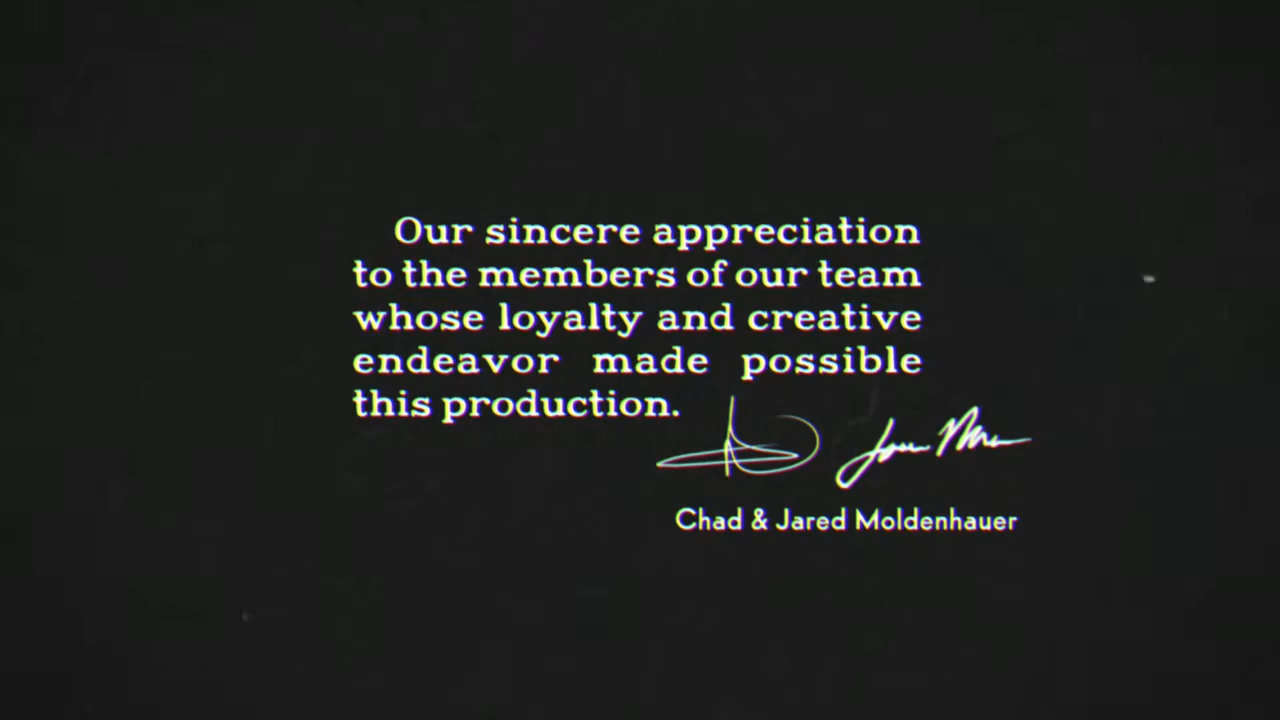 Our sincere appreciation
to the members of our team
whose loyalty and creative
endeavor made possible
this production.
Chad & Jared Moldenhauer